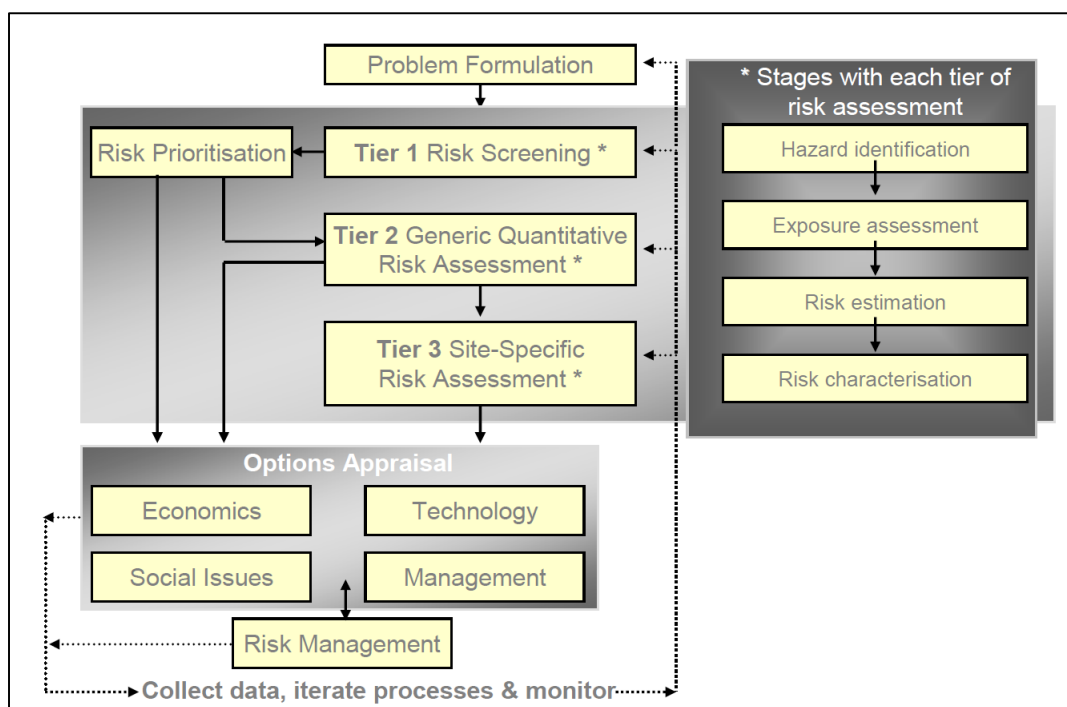 Problem Formulation
* Stages with each tier of
risk assessment
Risk Prioritisation
Tier 1 Risk Screening *
Hazard identification
Tier 2 Generic Quantitative
Risk Assessment *
Exposure assessment
Tier 3 Site-Specific
Risk Assessment *
Risk estimation
Risk characterisation
Options Appraisal
Economics
Technology
Social Issues
Management
Risk Management
Collect data, iterate processes & monitor